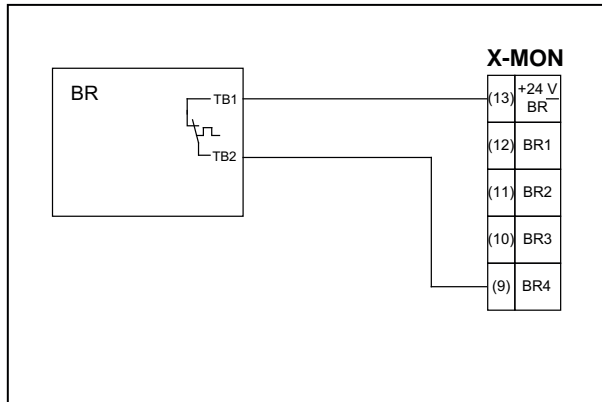 X-MON
BR
TB1
TB2
(13) +24 V
BR
(12) BR1
(11) BR2
(10) BR3
(9) BR4